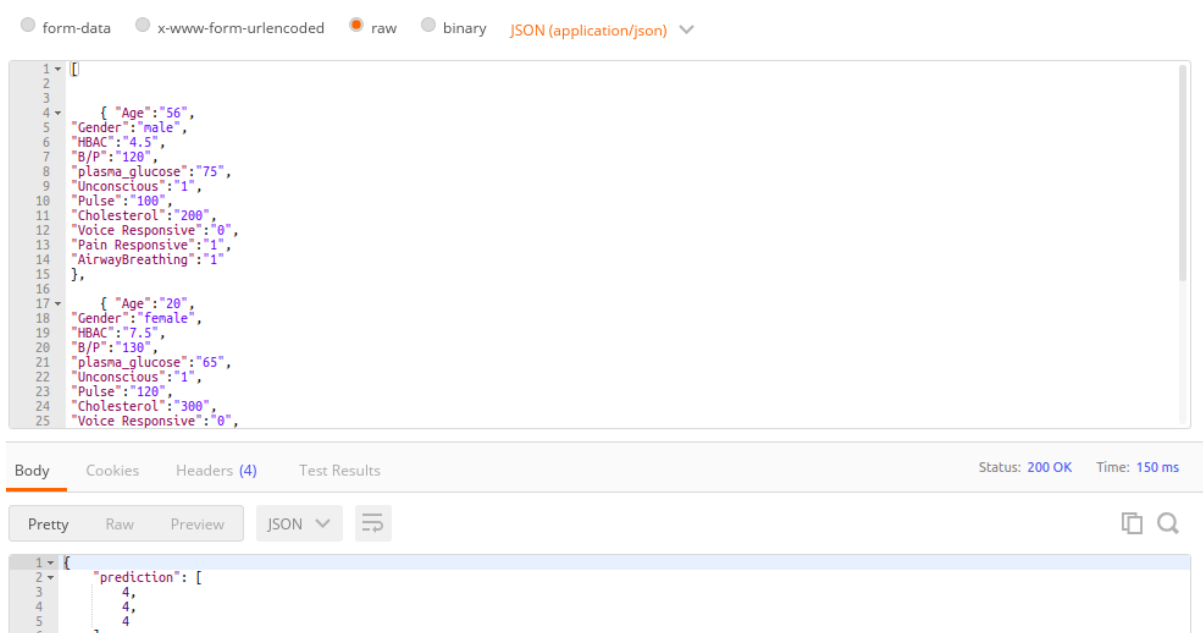 form-data x-www-form-urlencoded raw binary JSON (application/json)
1 [
2
3
4 { "Age":"56",
5 "Gender":"male",
6 "HBAC":"4.5",
7 "B/P":"120",
8 "plasma_glucose":"75",
9 "Unconscious":"1",
10 "Pulse":"100",
11 "Cholesterol":"200",
12 "Voice Responsive":"0",
13 "Pain Responsive":"1",
14 "AirwayBreathing":"1"
15 },
16
17 { "Age":"20",
18 "Gender":"female",
19 "HBAC":"7.5",
20 "B/P":"130",
21 "plasma_glucose":"65",
22 "Unconscious":"1",
23 "Pulse":"120",
24 "Cholesterol":"300",
25 "Voice Responsive":"0",
Body Cookies Headers (4) Test Results Status: 200 OK Time: 150 ms
Pretty Raw Preview JSON
1 {
2 "prediction": [
3 4,
4 4,
5 4